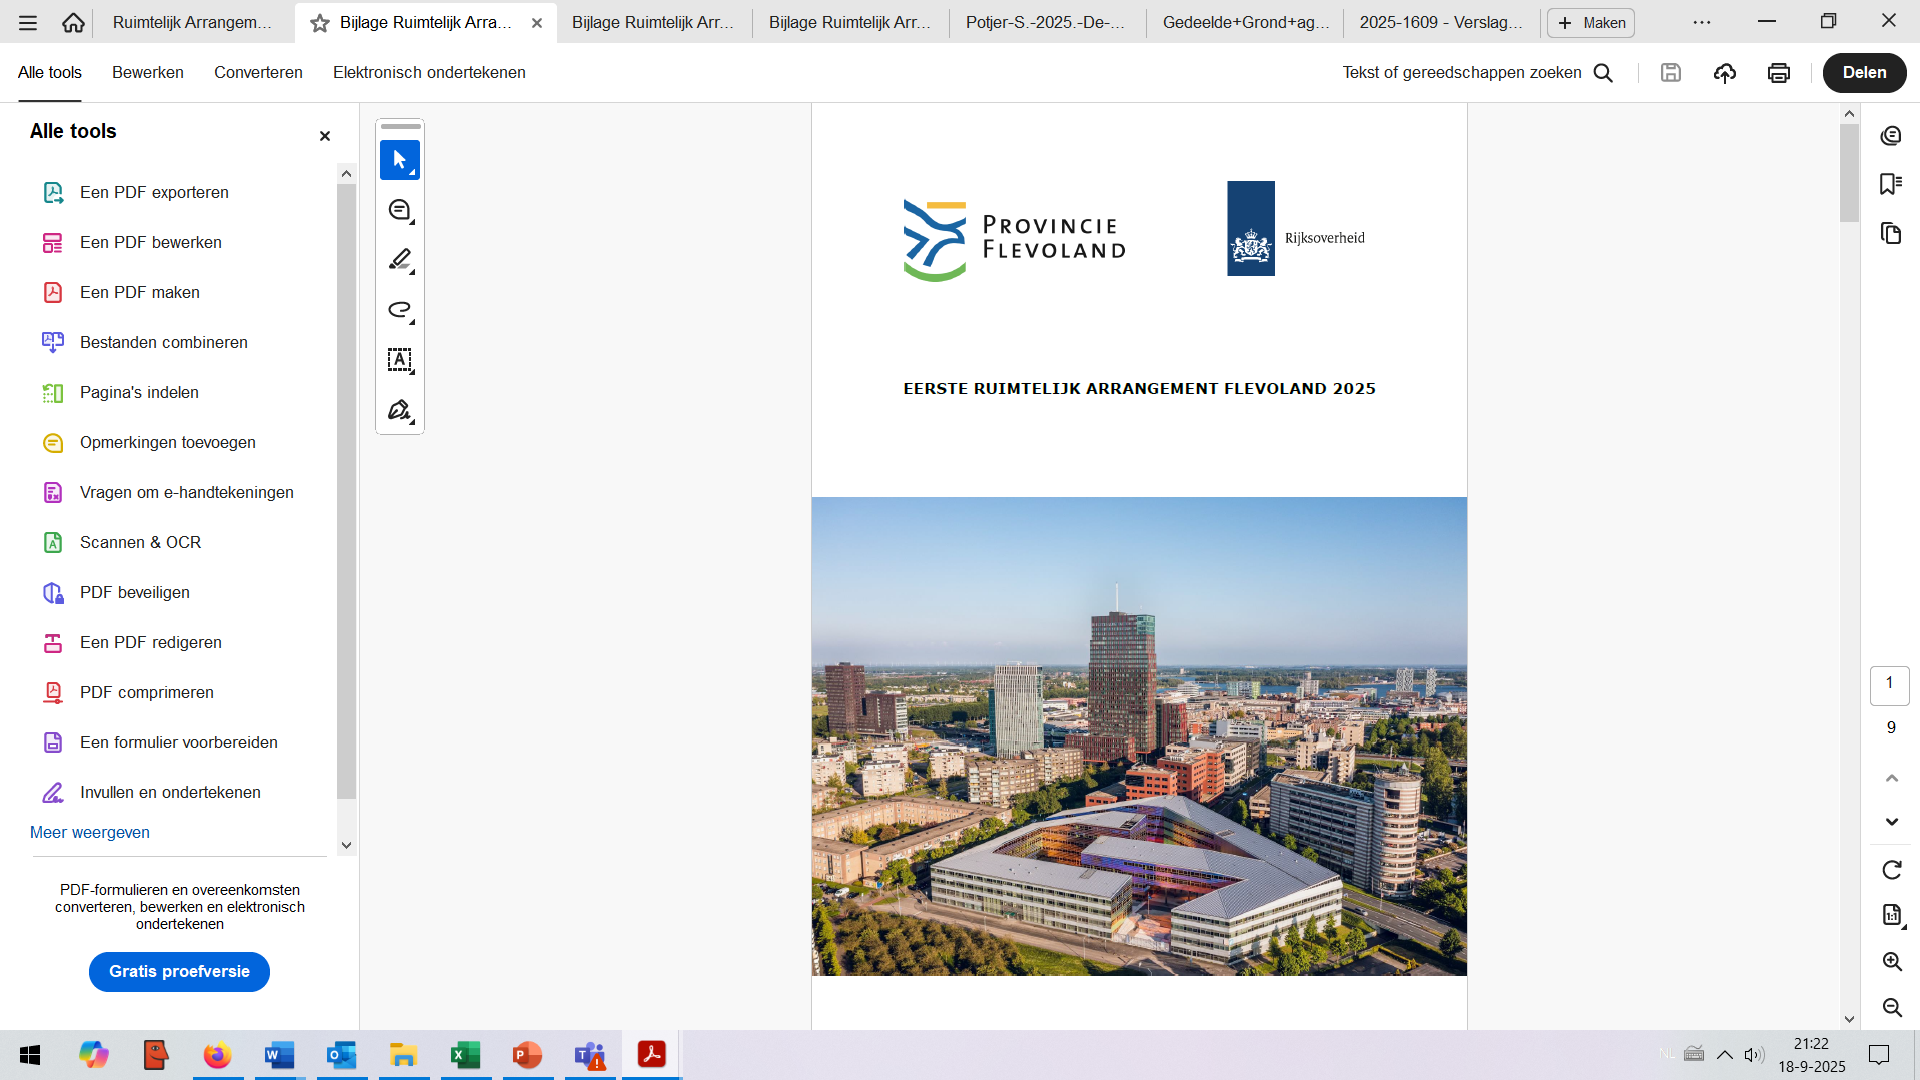 Ruimtelijk Arrangem...
Bijlage Ruimtelijk Arra...
Bijlage Ruimtelijk Arr...
Bijlage Ruimtelijk Arr...
Potjer-S.-2025.-De-...
Gedeelde+Grond+ag...
2025-1609 - Verslag...
Maken
Alle tools
Bewerken
Converteren
Elektronisch ondertekenen
Tekst of gereedschappen zoeken
Delen
Alle tools
Een PDF exporteren
Een PDF bewerken
Een PDF maken
Bestanden combineren
Pagina's indelen
Opmerkingen toevoegen
Vragen om e-handtekeningen
Scannen & OCR
PDF beveiligen
Een PDF redigeren
PDF comprimeren
Een formulier voorbereiden
Invullen en ondertekenen
Meer weergeven
PDF-formulieren en overeenkomsten
converteren, bewerken en elektronisch
ondertekenen
Gratis proefversie
PROVINCIE
FLEVOLAND
Rijksoverheid
EERSTE RUIMTELIJK ARRANGEMENT FLEVOLAND 2025
1
9
NL
21:22
18-9-2025